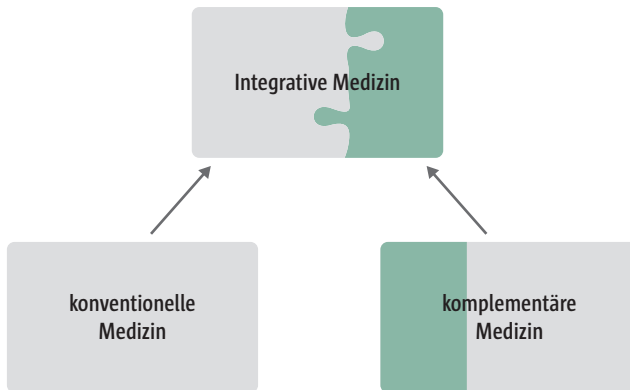 Integrative Medizin
konventionelle
Medizin
komplementäre
Medizin